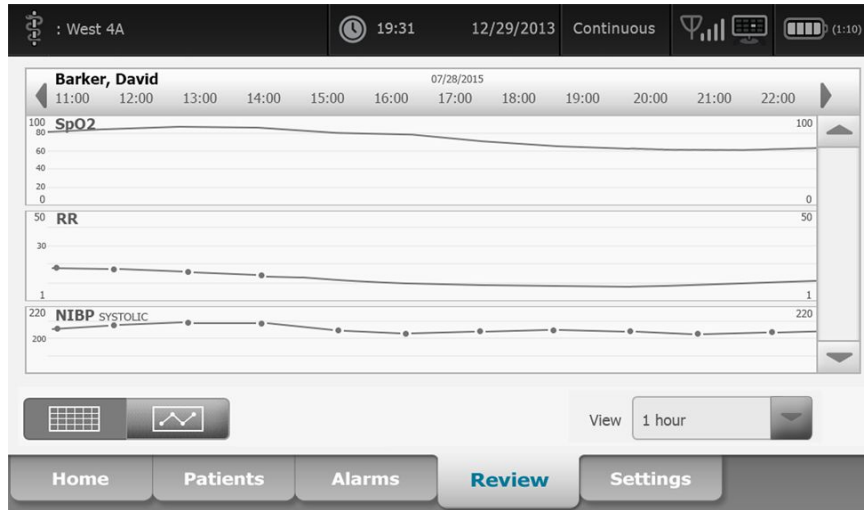 : West 4A 19:31 12/29/2013 Continuous (1:10)
Barker, David 07/28/2015
11:00 12:00 13:00 14:00 15:00 16:00 17:00 18:00 19:00 20:00 21:00 22:00
100 SpO2 100
80
60
40
20
0 0
50 RR 50
30
1 1
220 NIBP SYSTOLIC 220
200
View 1 hour
Home Patients Alarms Review Settings